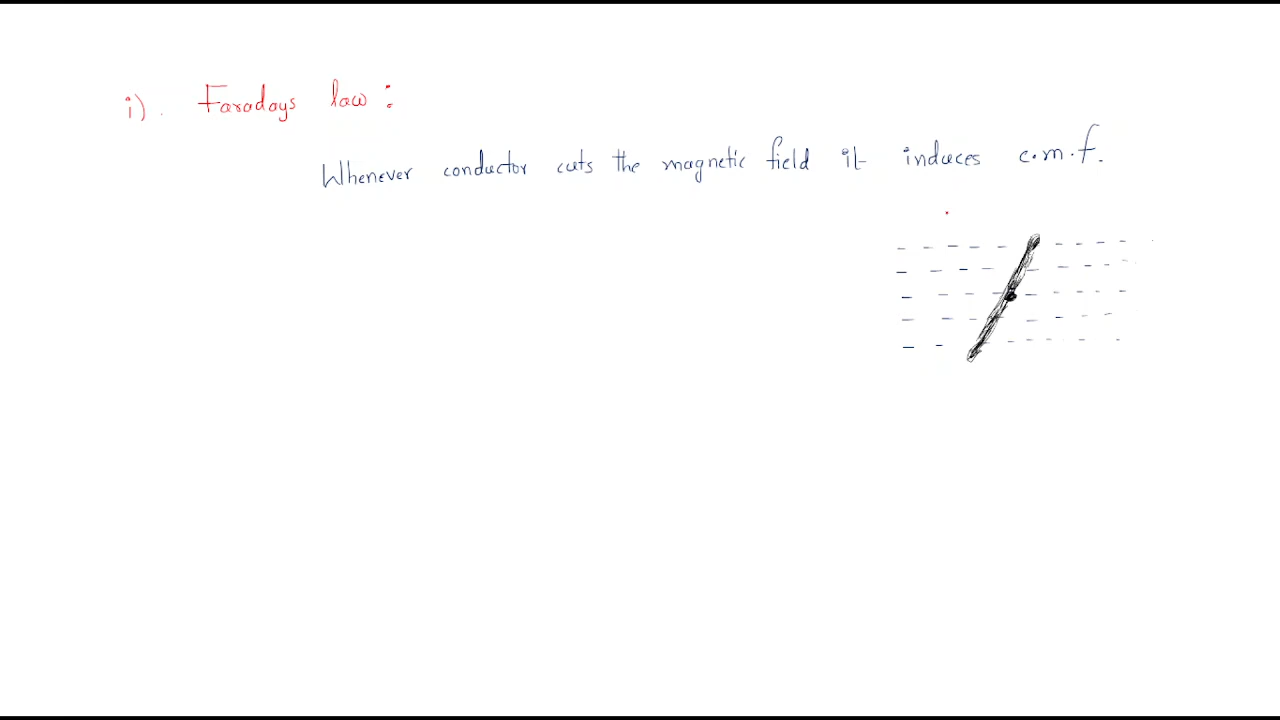 i). Faradays law :
Whenever conductor cuts the magnetic field it induces e.m.f.